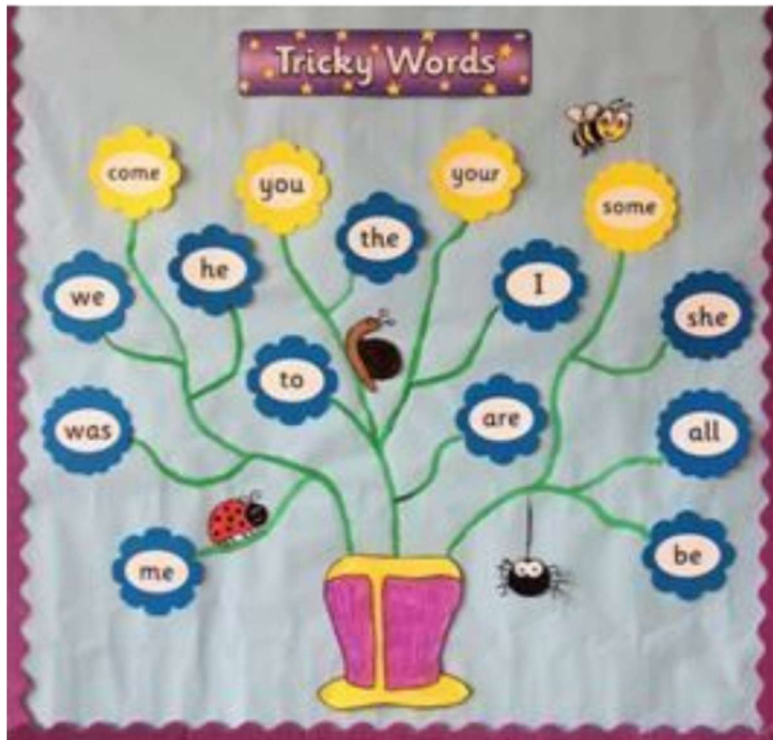 Tricky Words
come
you
your
some
the
he
I
we
she
to
are
was
all
be
me